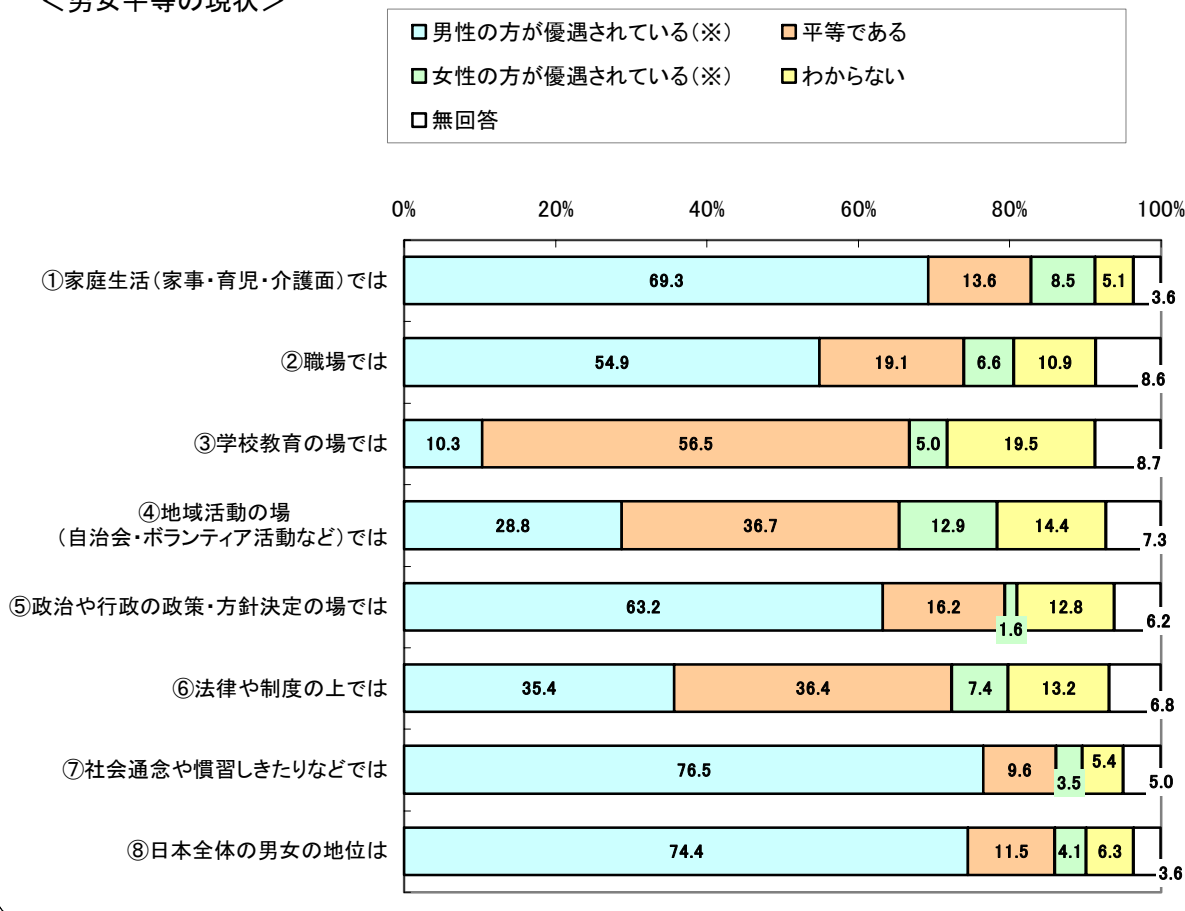 ＜男女平等の現状＞
男性の方が優遇されている(※)
平等である
女性の方が優遇されている(※)
わからない
無回答
0% 20% 40% 60% 80% 100%
①家庭生活(家事・育児・介護面)では
69.3 13.6 8.5 5.1 3.6
②職場では
54.9 19.1 6.6 10.9 8.6
③学校教育の場では
10.3 56.5 5.0 19.5 8.7
④地域活動の場
(自治会・ボランティア活動など)では
28.8 36.7 12.9 14.4 7.3
⑤政治や行政の政策・方針決定の場では
63.2 16.2 1.6 12.8 6.2
⑥法律や制度の上では
35.4 36.4 7.4 13.2 6.8
⑦社会通念や慣習しきたりなどでは
76.5 9.6 3.5 5.4 5.0
⑧日本全体の男女の地位は
74.4 11.5 4.1 6.3 3.6